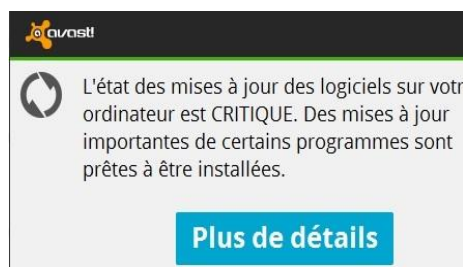 avast!
L'état des mises à jour des logiciels sur votr
ordinateur est CRITIQUE. Des mises à jour
importantes de certains programmes sont
prêtes à être installées.
Plus de détails